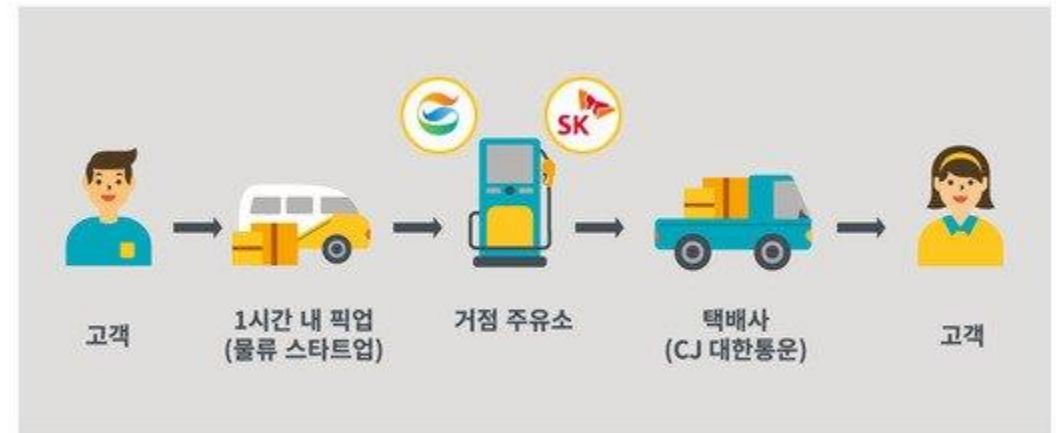 SK
고객
1시간 내 픽업
(물류 스타트업)
거점 주유소
택배사
(CJ 대한통운)
고객